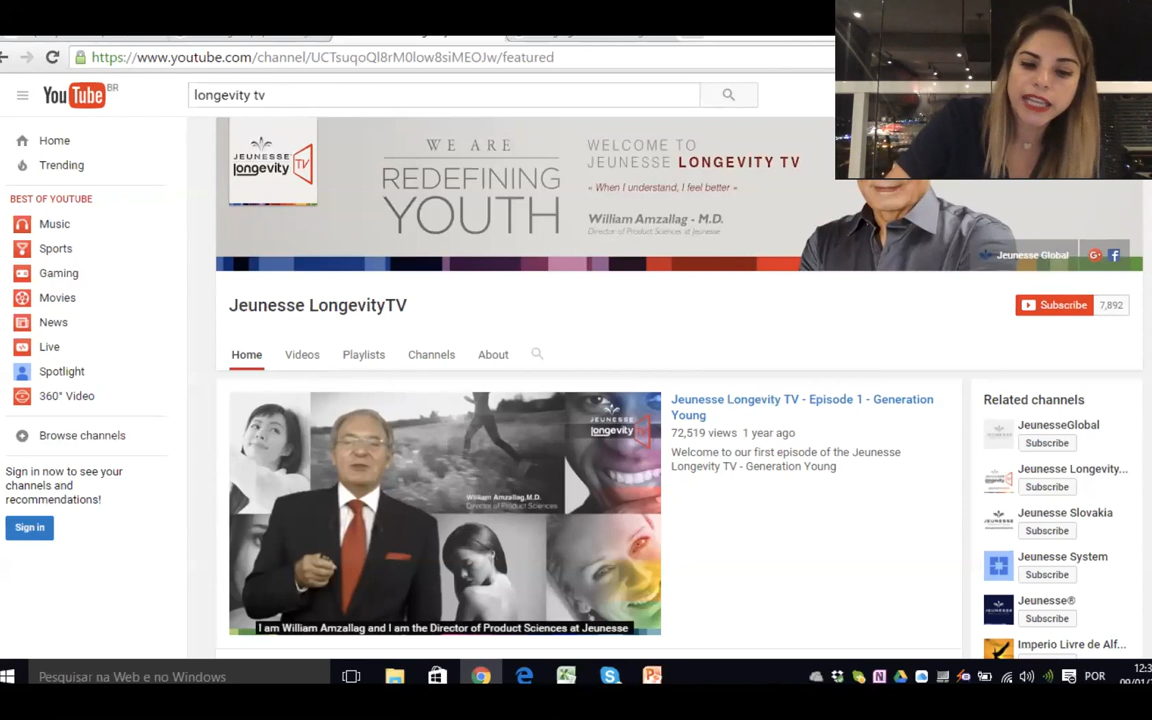 https://www.youtube.com/channel/UCTsuqoQl8rM0low8siMEOJw/featured
YouTube BR
longevity tv
Home
Trending
BEST OF YOUTUBE
Music
Sports
Gaming
Movies
News
Live
Spotlight
360° Video
Browse channels
Sign in now to see your
channels and
recommendations!
Sign in
JEUNESSE
longevity TV
WE ARE
REDEFINING
YOUTH
WELCOME TO
JEUNESSE LONGEVITY TV
« When I understand, I feel better »
William Amzallag - M.D.
Director of Product Sciences at Jeunesse
Jeunesse Global
Jeunesse LongevityTV
Subscribe 7,892
Home Videos Playlists Channels About
JEUNESSE
longevity TV
William Amzallag, M.D.
Director of Product Sciences
I am William Amzallag and I am the Director of Product Sciences at Jeunesse
Jeunesse Longevity TV - Episode 1 - Generation
Young
72,519 views 1 year ago
Welcome to our first episode of the Jeunesse
Longevity TV - Generation Young
Related channels
JeunesseGlobal
Subscribe
Jeunesse Longevity...
Subscribe
Jeunesse Slovakia
Subscribe
Jeunesse System
Subscribe
Jeunesse®
Subscribe
Imperio Livre de Alf...
Pesquisar na Web e no Windows
POR
12:3
09/01/